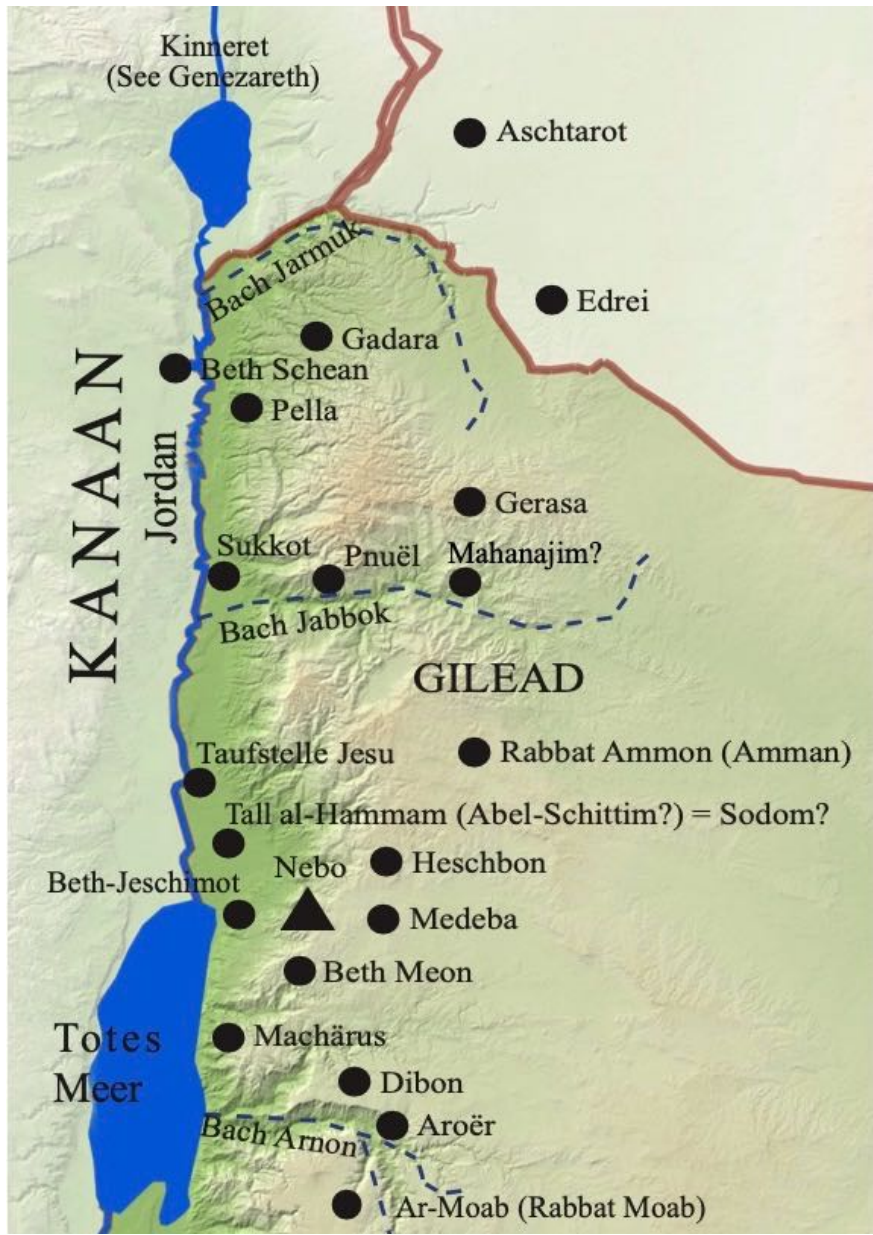 Kinneret
(See Genezareth)
Aschtarot
Bach Jarmuk
Edrei
Gadara
Beth Schean
Pella
KANAAN
Jordan
Gerasa
Sukkot
Pnuël
Mahanajim?
Bach Jabbok
GILEAD
Taufstelle Jesu
Rabbat Ammon (Amman)
Tall al-Hammam (Abel-Schittim?) = Sodom?
Nebo
Heschbon
Beth-Jeschimot
Medeba
Beth Meon
Totes
Meer
Machärus
Dibon
Aroër
Bach Arnon
Ar-Moab (Rabbat Moab)